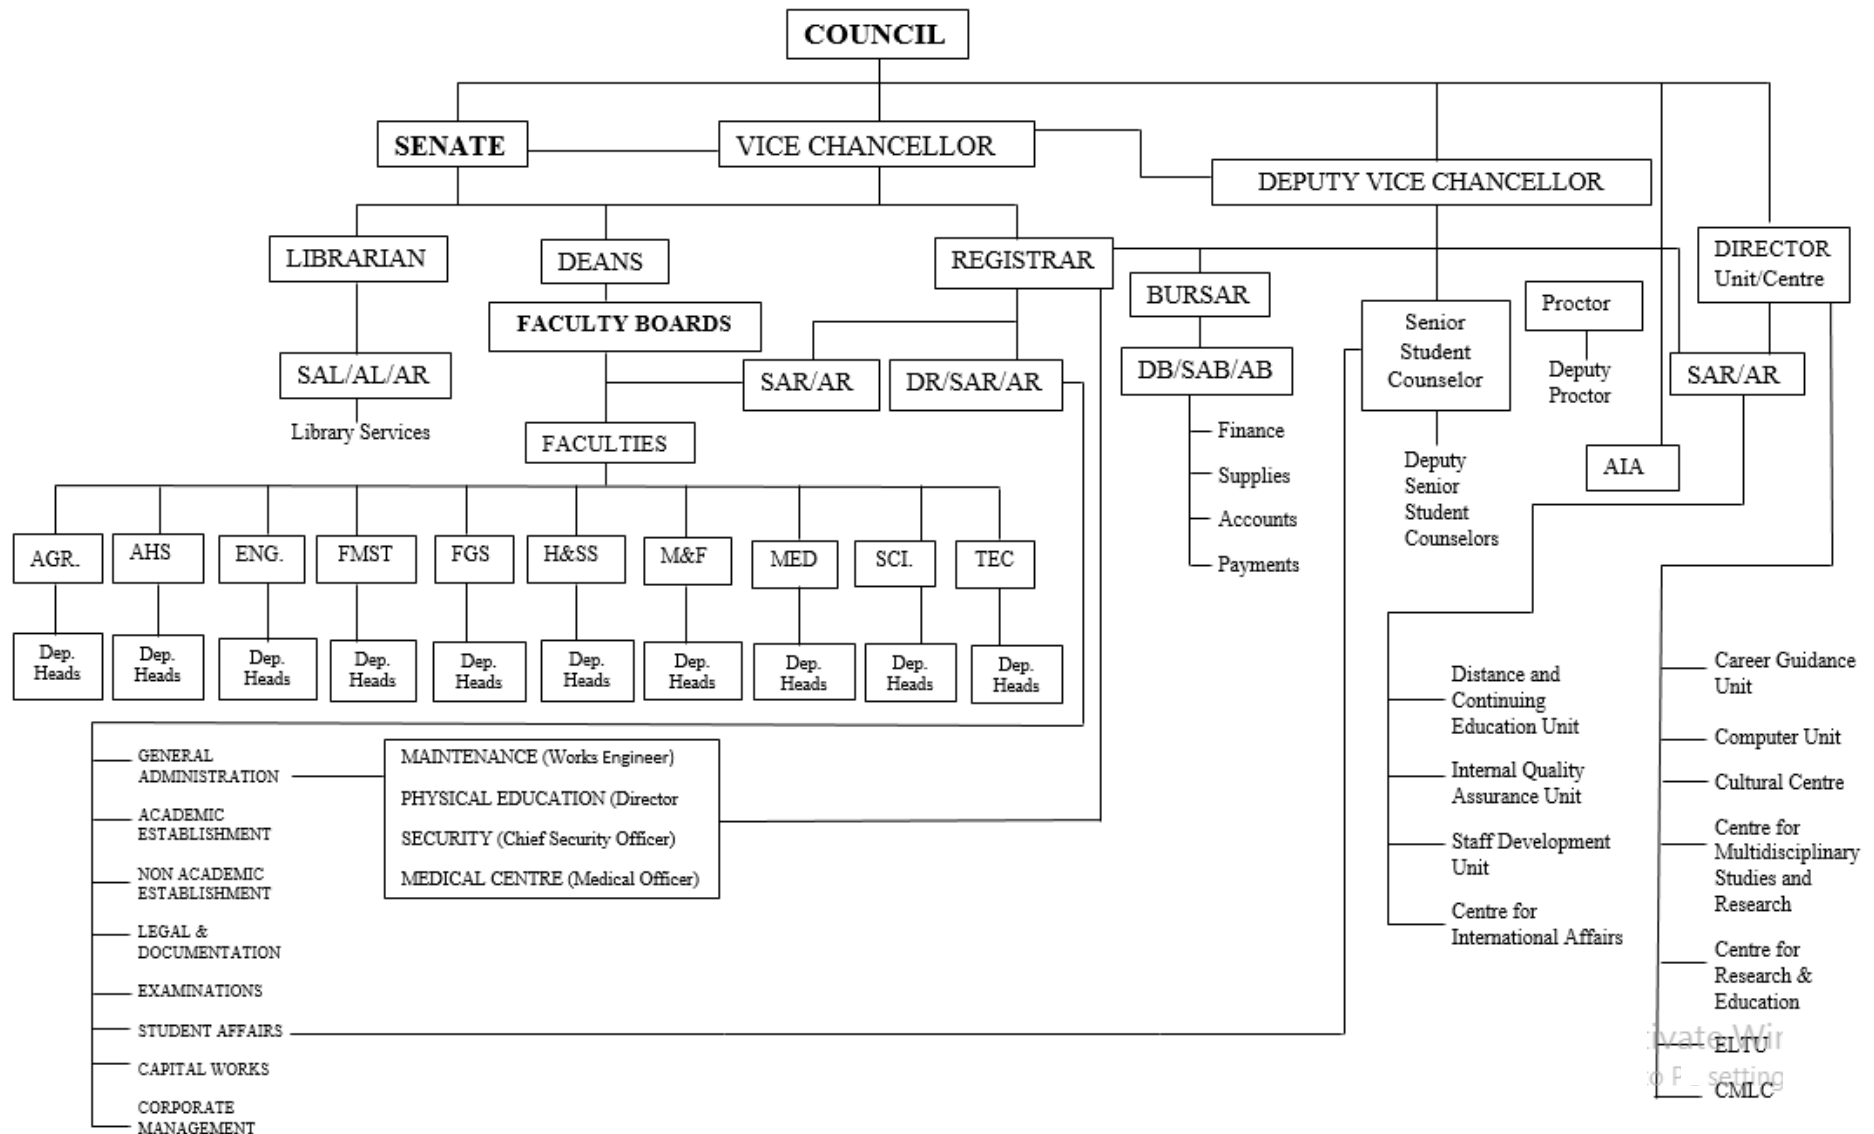 COUNCIL
SENATE
VICE CHANCELLOR
DEPUTY VICE CHANCELLOR
LIBRARIAN
DEANS
REGISTRAR
BURSAR
DIRECTOR
Unit/Centre
FACULTY BOARDS
Senior
Student
Counselor
Proctor
Deputy
Proctor
SAL/AL/AR
SAR/AR
DR/SAR/AR
DB/SAB/AB
SAR/AR
Library Services
FACULTIES
Finance
Supplies
Accounts
Payments
Deputy
Senior
Student
Counselors
AIA
AGR.
AHS
ENG.
FMST
FGS
H&SS
M&F
MED
SCI.
TEC
Dep.
Heads
Dep.
Heads
Dep.
Heads
Dep.
Heads
Dep.
Heads
Dep.
Heads
Dep.
Heads
Dep.
Heads
Dep.
Heads
Dep.
Heads
GENERAL
ADMINISTRATION
ACADEMIC
ESTABLISHMENT
NON ACADEMIC
ESTABLISHMENT
LEGAL &
DOCUMENTATION
EXAMINATIONS
STUDENT AFFAIRS
CAPITAL WORKS
CORPORATE
MANAGEMENT
MAINTENANCE (Works Engineer)
PHYSICAL EDUCATION (Director
SECURITY (Chief Security Officer)
MEDICAL CENTRE (Medical Officer)
Distance and
Continuing
Education Unit
Internal Quality
Assurance Unit
Staff Development
Unit
Centre for
International Affairs
Career Guidance
Unit
Computer Unit
Cultural Centre
Centre for
Multidisciplinary
Studies and
Research
Centre for
Research &
Education
ELTU
CMLC